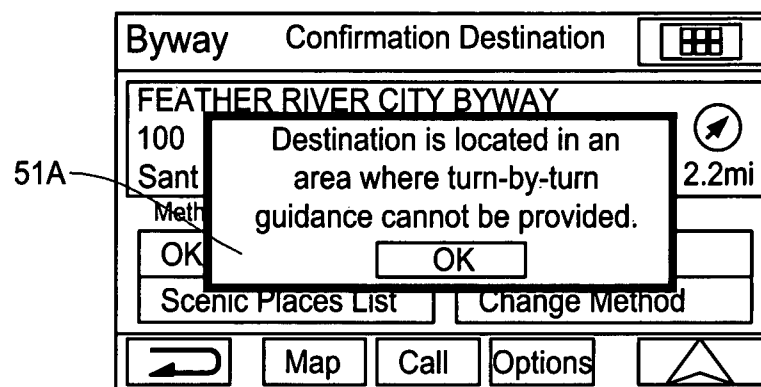 Byway Confirmation Destination
FEATHER RIVER CITY BYWAY
100
Sant
2.2mi
Meth
Destination is located in an
area where turn-by-turn
guidance cannot be provided.
OK
OK
51A
Scenic Places List Change Method
Map Call Options